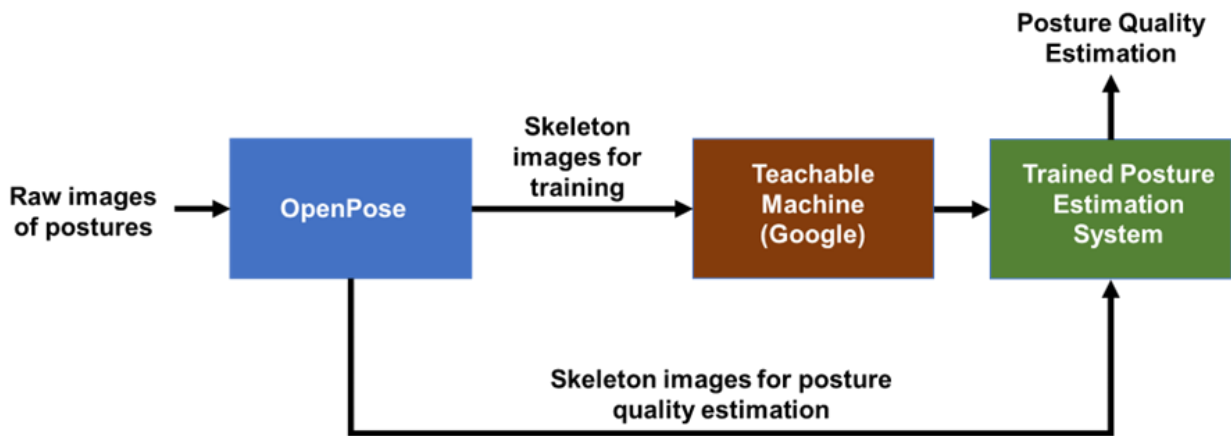 Posture Quality
Estimation
Skeleton
images for
training
Raw images
of postures
OpenPose
Teachable
Machine
(Google)
Trained Posture
Estimation
System
Skeleton images for posture
quality estimation